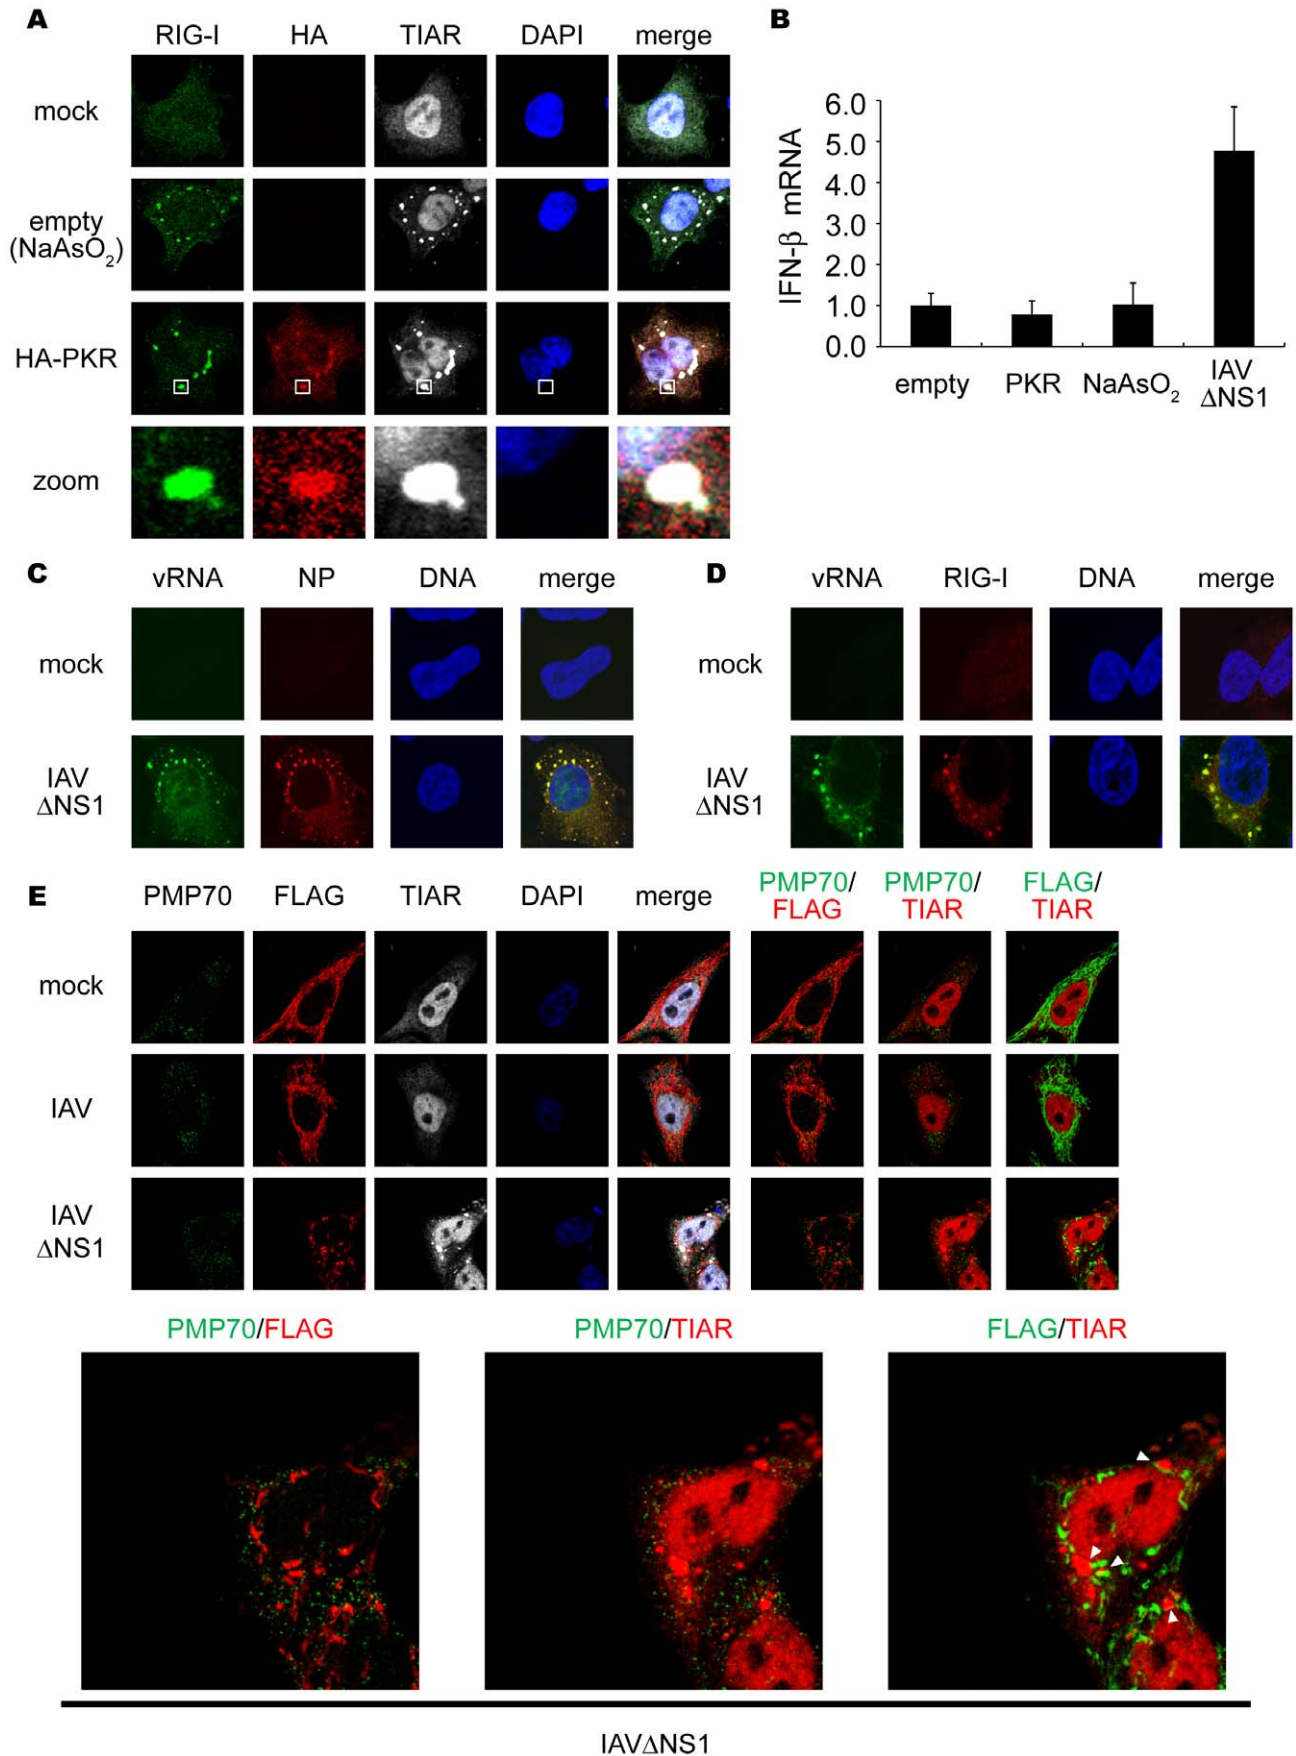 A
RIG-I HA TIAR DAPI merge
mock
empty
(NaAsO₂)
HA-PKR
zoom
B
IFN-β mRNA
6.0
5.0
4.0
3.0
2.0
1.0
0.0
empty PKR NaAsO₂ IAV
ΔNS1
C
vRNA NP DNA merge
mock
IAV
ΔNS1
D
vRNA RIG-I DNA merge
mock
IAV
ΔNS1
E
PMP70 FLAG TIAR DAPI merge
PMP70/
FLAG
PMP70/
TIAR
FLAG/
TIAR
mock
IAV
IAV
ΔNS1
PMP70/FLAG
PMP70/TIAR
FLAG/TIAR
IAVΔNS1